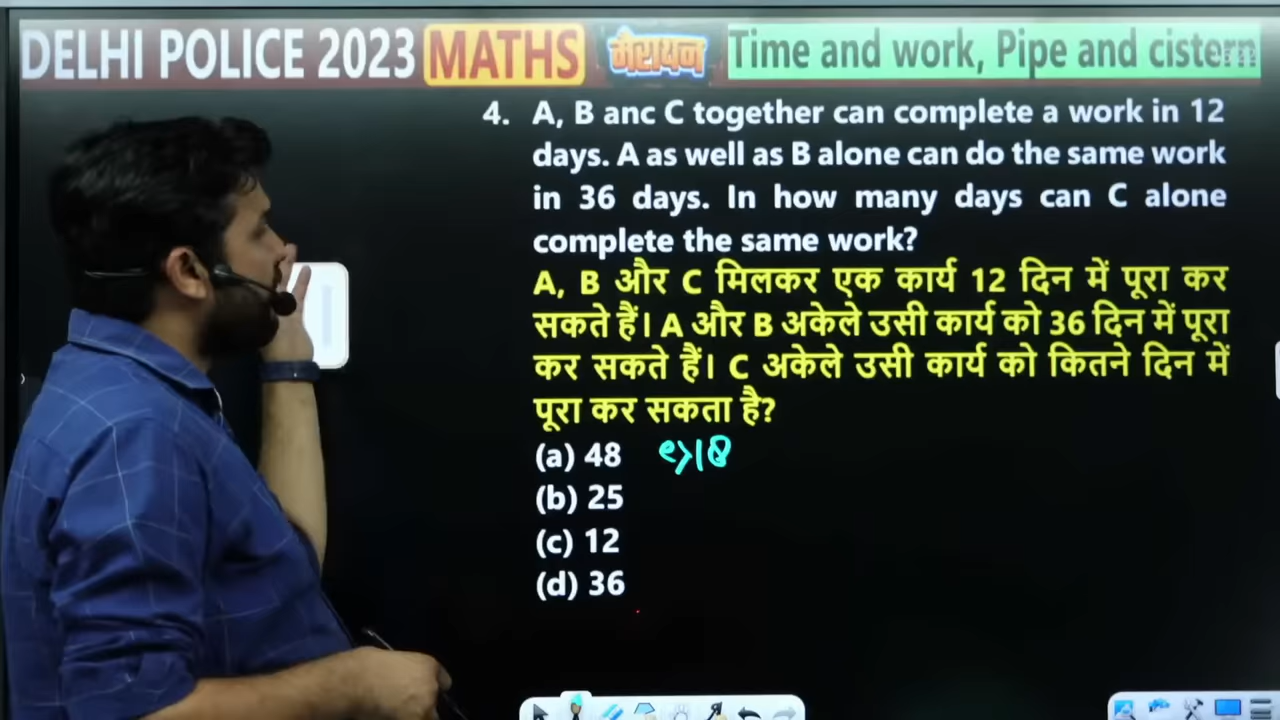 DELHI POLICE 2023 MATHS मैरायन Time and work, Pipe and cistern
4. A, B anc C together can complete a work in 12
days. A as well as B alone can do the same work
in 36 days. In how many days can C alone
complete the same work?
A, B और C मिलकर एक कार्य 12 दिन में पूरा कर
सकते हैं। A और B अकेले उसी कार्य को 36 दिन में पूरा
कर सकते हैं। C अकेले उसी कार्य को कितने दिन में
पूरा कर सकता है?
(a) 48
(b) 25
(c) 12
(d) 36